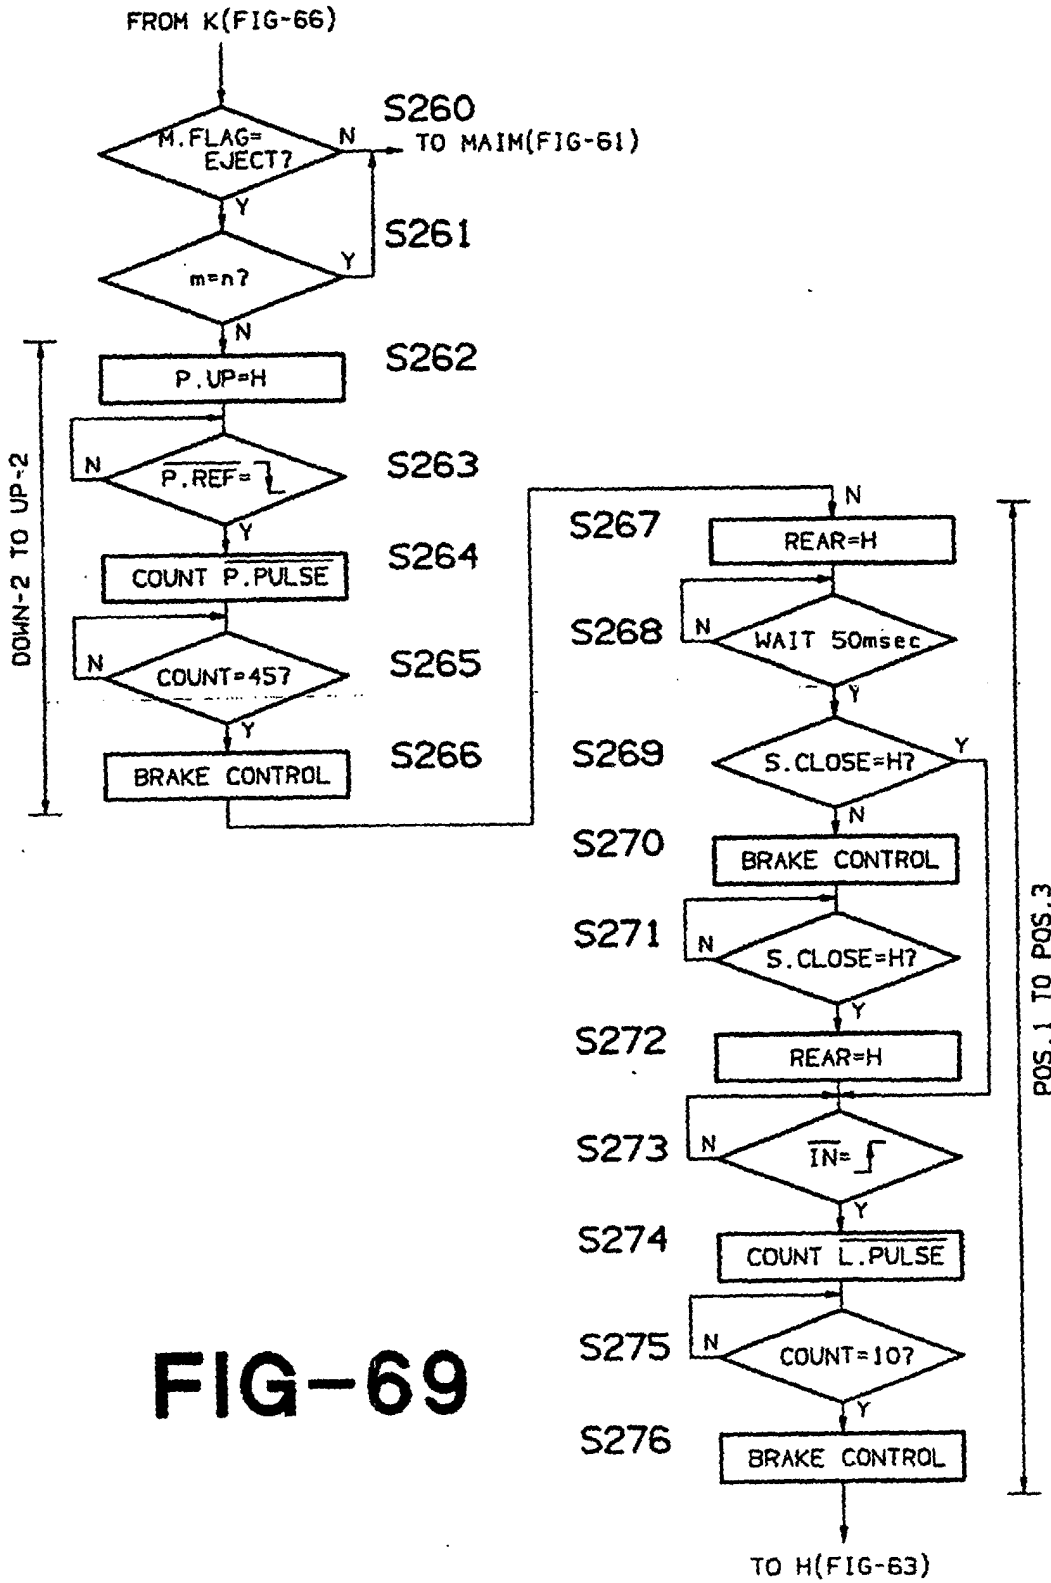 FROM K(FIG-66)
S260
M.FLAG=
EJECT?
N
TO MAIM(FIG-61)
Y
S261
m=n?
Y
N
S262
P.UP=H
S263
P.REF=
N
Y
S264
COUNT P.PULSE
S265
COUNT=45?
N
Y
S266
BRAKE CONTROL
DOWN-2 TO UP-2
N
S267
REAR=H
S268
WAIT 50msec
N
Y
S269
S.CLOSE=H?
Y
N
S270
BRAKE CONTROL
S271
S.CLOSE=H?
N
Y
S272
REAR=H
S273
IN=
N
Y
S274
COUNT L.PULSE
S275
COUNT=10?
N
Y
S276
BRAKE CONTROL
POS.1 TO POS.3
TO H(FIG-63)
FIG-69